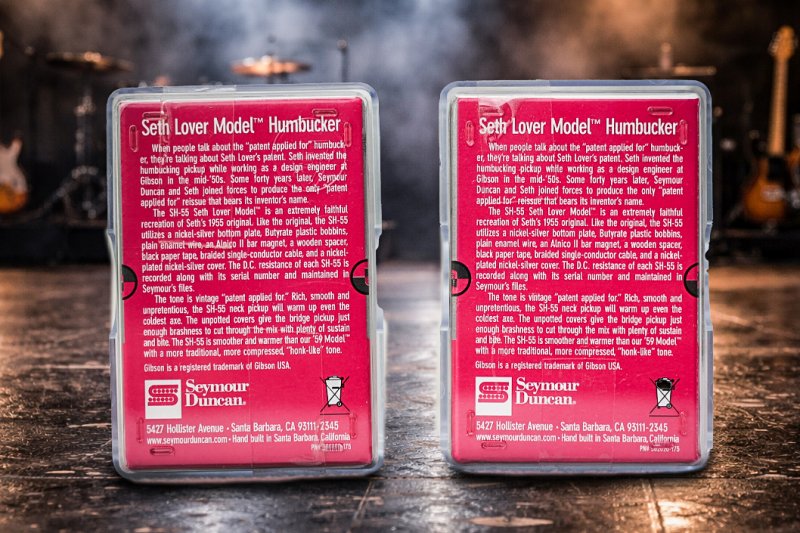 Seth Lover Model™ Humbucker
When people talk about the "patent applied for" humbuck-
er, they're talking about Seth Lover's patent. Seth invented the
humbucking pickup while working as a design engineer at
Gibson in the mid-'50s. Some forty years later, Seymour
Duncan and Seth joined forces to produce the only "patent
applied for" reissue that bears its inventor's name.
The SH-55 Seth Lover Model™ is an extremely faithful
recreation of Seth's 1955 original. Like the original, the SH-55
utilizes a nickel-silver bottom plate, Butyrate plastic bobbins,
plain enamel wire, an Alnico II bar magnet, a wooden spacer,
black paper tape, braided single-conductor cable, and a nickel-
plated nickel-silver cover. The D.C. resistance of each SH-55 is
recorded along with its serial number and maintained in
Seymour's files.
The tone is vintage "patent applied for." Rich, smooth and
unpretentious, the SH-55 neck pickup will warm up even the
coldest axe. The unpotted covers give the bridge pickup just
enough brashness to cut through the mix with plenty of sustain
and bite. The SH-55 is smoother and warmer than our '59 Model™
with a more traditional, more compressed, "honk-like" tone.
Gibson is a registered trademark of Gibson USA.
Seymour
Duncan®
5427 Hollister Avenue · Santa Barbara, CA 93111-2345
www.seymourduncan.com · Hand built in Santa Barbara, California
Seth Lover Model™ Humbucker
When people talk about the "patent applied for" humbuck-
er, they're talking about Seth Lover's patent. Seth invented the
humbucking pickup while working as a design engineer at
Gibson in the mid-'50s. Some forty years later, Seymour
Duncan and Seth joined forces to produce the only "patent
applied for" reissue that bears its inventor's name.
The SH-55 Seth Lover Model™ is an extremely faithful
recreation of Seth's 1955 original. Like the original, the SH-55
utilizes a nickel-silver bottom plate, Butyrate plastic bobbins,
plain enamel wire, an Alnico II bar magnet, a wooden spacer,
black paper tape, braided single-conductor cable, and a nickel-
plated nickel-silver cover. The D.C. resistance of each SH-55 is
recorded along with its serial number and maintained in
Seymour's files.
The tone is vintage "patent applied for." Rich, smooth and
unpretentious, the SH-55 neck pickup will warm up even the
coldest axe. The unpotted covers give the bridge pickup just
enough brashness to cut through the mix with plenty of sustain
and bite. The SH-55 is smoother and warmer than our '59 Model™
with a more traditional, more compressed, "honk-like" tone.
Gibson is a registered trademark of Gibson USA.
Seymour
Duncan®
5427 Hollister Avenue · Santa Barbara, CA 93111-2345
www.seymourduncan.com · Hand built in Santa Barbara, California